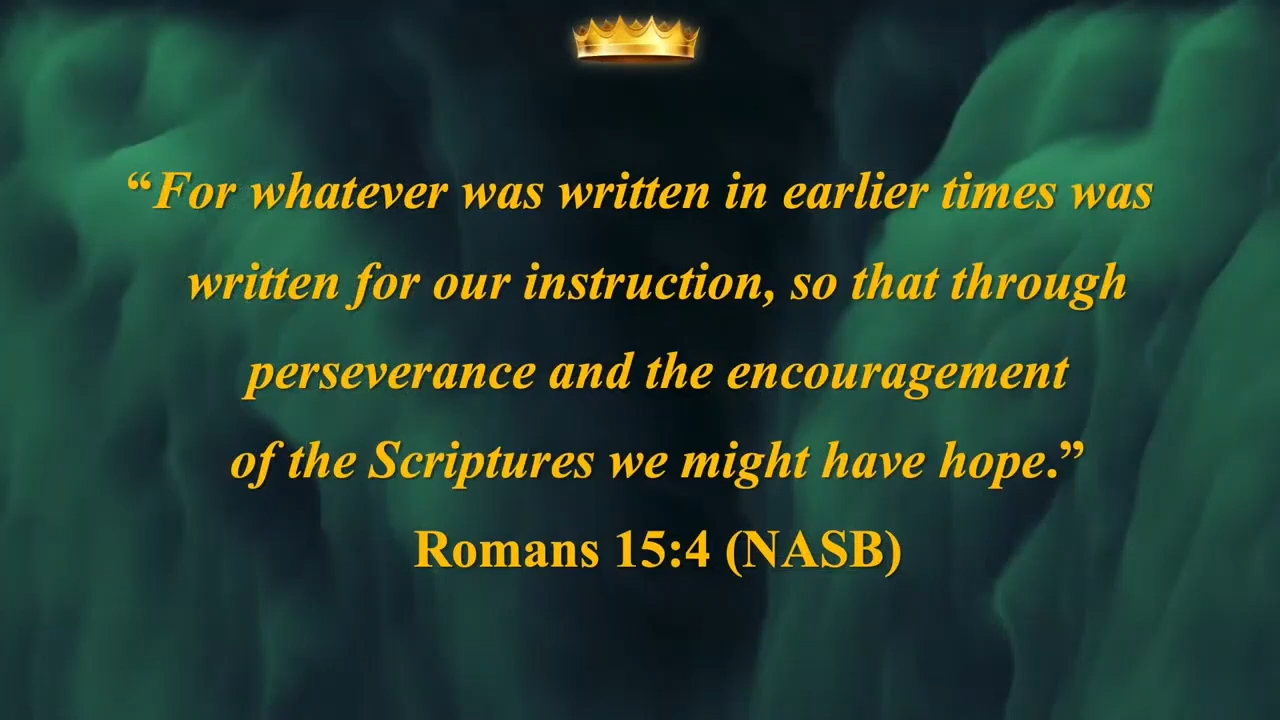 “For whatever was written in earlier times was
written for our instruction, so that through
perseverance and the encouragement
of the Scriptures we might have hope.”
Romans 15:4 (NASB)